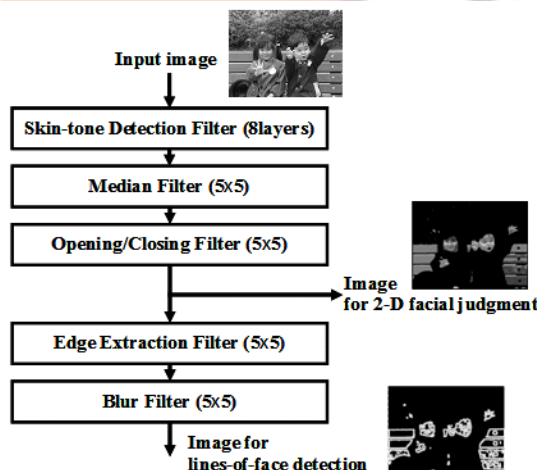 Input image
Skin-tone Detection Filter (8layers)
Median Filter (5x5)
Opening/Closing Filter (5x5)
Image
for 2-D facial judgment
Edge Extraction Filter (5x5)
Blur Filter (5x5)
Image for
lines-of-face detection